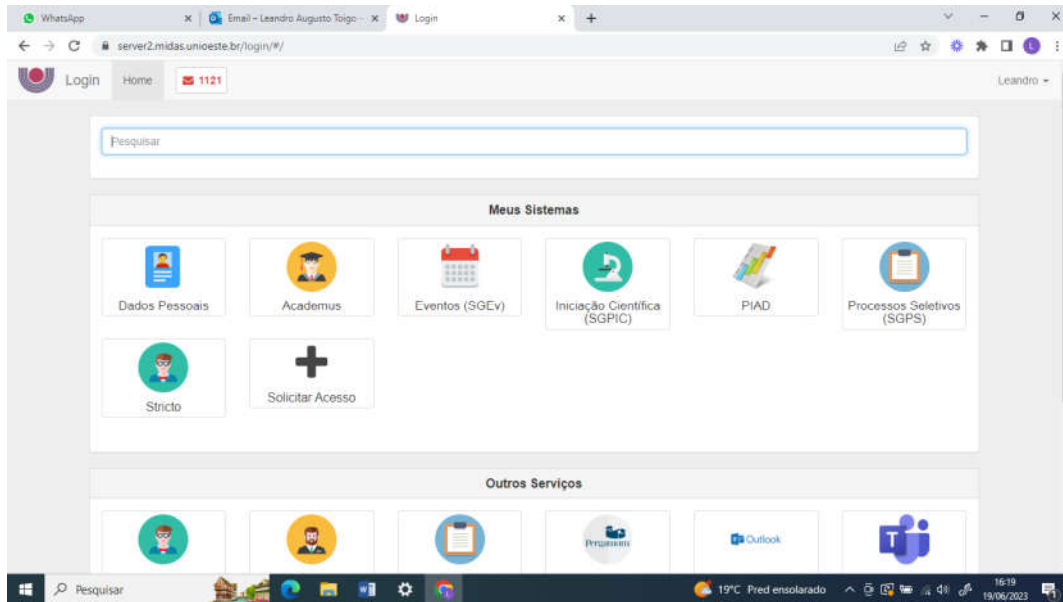 WhatsApp
Email – Leandro Augusto Toigo -
Login
server2.midas.unioeste.br/login/#/
L
Login
Home
1121
Leandro
Pesquisar
Meus Sistemas
Dados Pessoais
Academus
Eventos (SGEv)
Iniciação Científica
(SGPIC)
PIAD
Processos Seletivos
(SGPS)
Stricto
Solicitar Acesso
Outros Serviços
Pergamum
Outlook
T
Pesquisar
19°C Pred ensolarado
16:19
19/06/2023